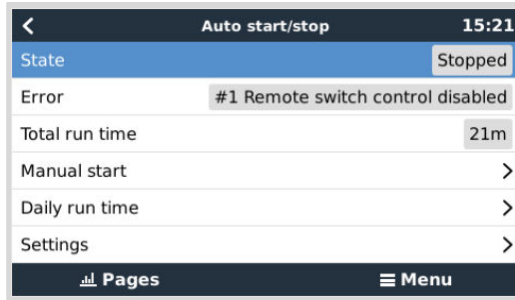 Auto start/stop 15:21
State Stopped
Error #1 Remote switch control disabled
Total run time 21m
Manual start
Daily run time
Settings
Pages Menu